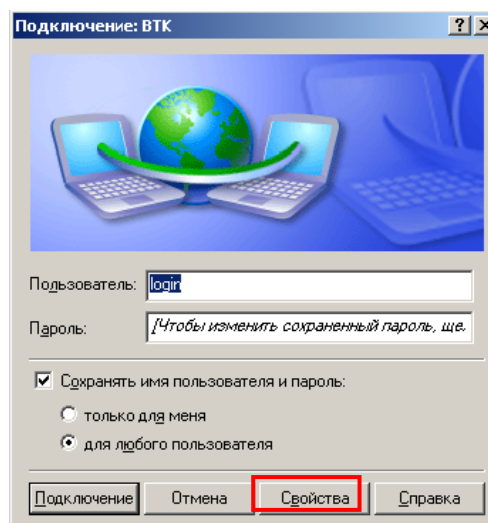 Подключение: ВТК
Пользователь: login
Пароль: [Чтобы изменить сохраненный пароль, ще.
Сохранять имя пользователя и пароль:
только для меня
для любого пользователя
Подключение Отмена Свойства Справка